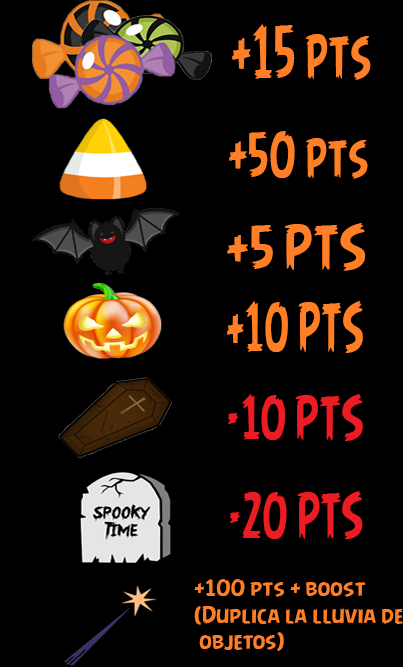 +15 PTS
+50 PTS
+5 PTS
+10 PTS
-10 PTS
SPOOKY
TIME
-20 PTS
+100 PTS + BOOST
(DUPLICA LA LLUVIA DE
OBJETOS)